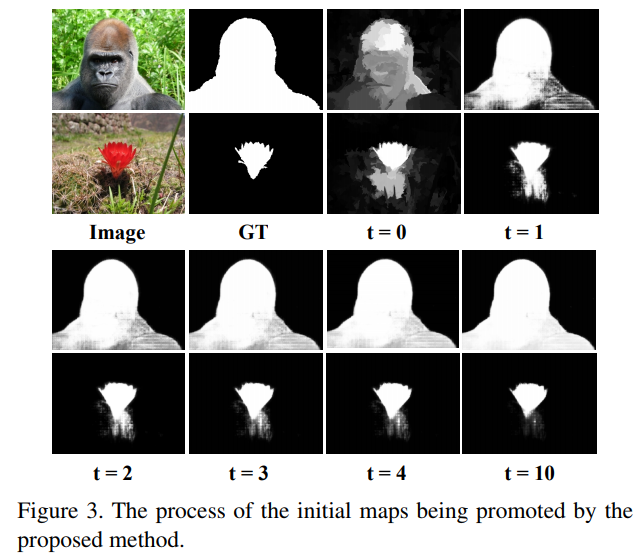 Image GT t = 0 t = 1
t = 2 t = 3 t = 4 t = 10
Figure 3. The process of the initial maps being promoted by the
proposed method.